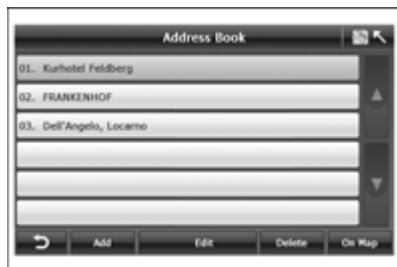 Address Book
01. Kurhotel Feldberg
02. FRANKENHOF
03. Dell'Angelo, Locarno
Add Edit Delete On Map